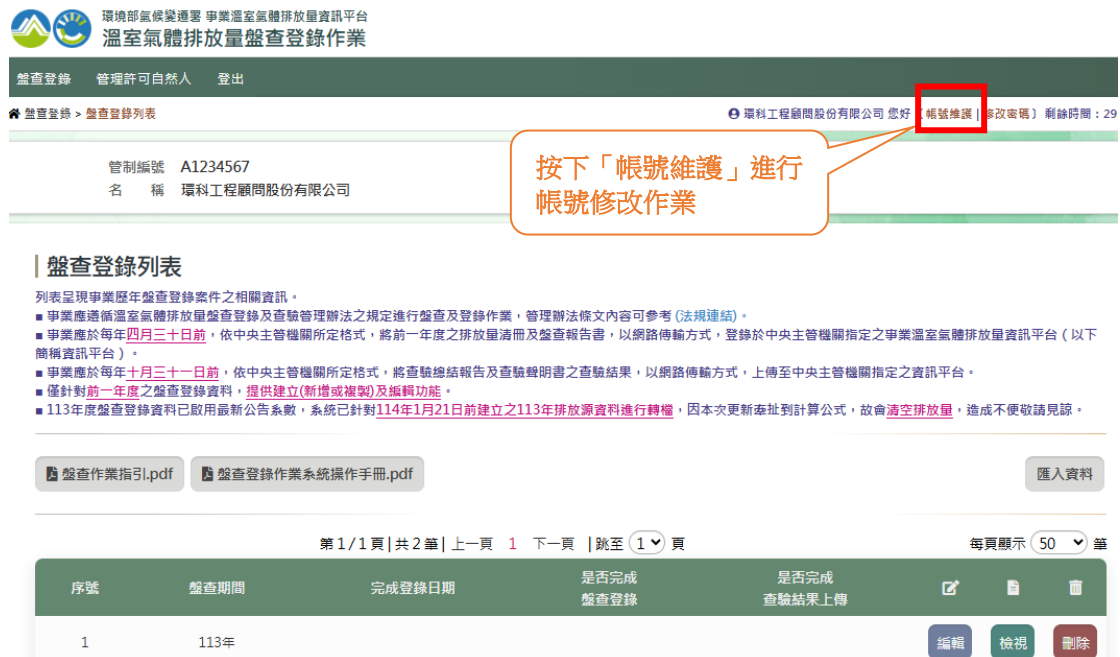 環境部氣候變遷署 事業溫室氣體排放量資訊平台
溫室氣體排放量盤查登錄作業
盤查登錄 管理許可自然人 登出
盤查登錄 > 盤查登錄列表
環科工程顧問股份有限公司 您好〔帳號維護 | 修改密碼〕剩餘時間：29
管制編號 A1234567
名 稱 環科工程顧問股份有限公司
按下「帳號維護」進行
帳號修改作業
盤查登錄列表
列表呈現事業歷年盤查登錄案件之相關資訊。
■ 事業應遵循溫室氣體排放量盤查登錄及查驗管理辦法之規定進行盤查及登錄作業，管理辦法條文內容可參考 (法規連結)。
■ 事業應於每年四月三十日前，依中央主管機關所定格式，將前一年度之排放量清冊及盤查報告書，以網路傳輸方式，登錄於中央主管機關指定之事業溫室氣體排放量資訊平台（以下
簡稱資訊平台）。
■ 事業應於每年十月三十一日前，依中央主管機關所定格式，將查驗總結報告及查驗聲明書之查驗結果，以網路傳輸方式，上傳至中央主管機關指定之資訊平台。
■ 僅針對前一年度之盤查登錄資料，提供建立(新增或複製)及編輯功能。
■ 113年度盤查登錄資料已啟用最新公告系數，系統已針對114年1月21日前建立之113年排放源資料進行轉檔，因本次更新牽扯到計算公式，故會清空排放量，造成不便敬請見諒。
盤查作業指引.pdf 盤查登錄作業系統操作手冊.pdf 匯入資料
第 1 / 1 頁 | 共 2 筆 | 上一頁 1 下一頁 | 跳至 1 頁 每頁顯示 50 筆
序號 盤查期間 完成登錄日期 是否完成 是否完成
盤查登錄 查驗結果上傳
1 113年 編輯 檢視 刪除